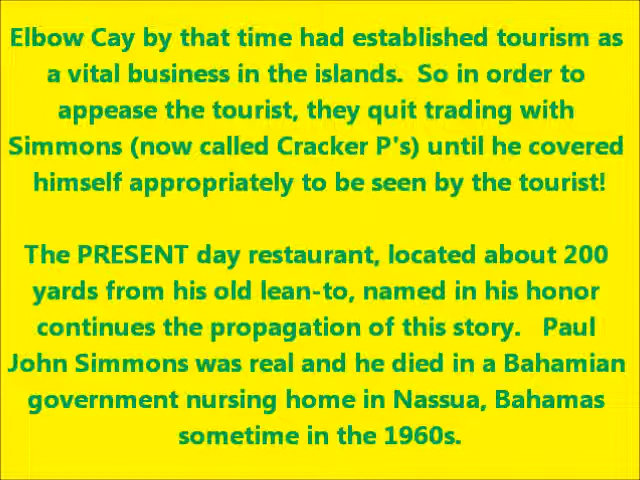 Elbow Cay by that time had established tourism as
a vital business in the islands.  So in order to
appease the tourist, they quit trading with
Simmons (now called Cracker P's) until he covered
himself appropriately to be seen by the tourist!
The PRESENT day restaurant, located about 200
yards from his old lean-to, named in his honor
continues the propagation of this story.   Paul
John Simmons was real and he died in a Bahamian
government nursing home in Nassua, Bahamas
sometime in the 1960s.